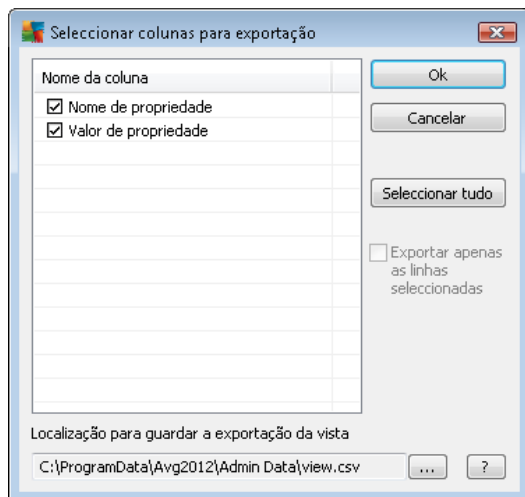 Seleccionar colunas para exportação
Nome da coluna
Nome de propriedade
Valor de propriedade
Ok
Cancelar
Seleccionar tudo
Exportar apenas
as linhas
seleccionadas
Localização para guardar a exportação da vista
C:\ProgramData\Avg2012\Admin Data\view.csv
...
?